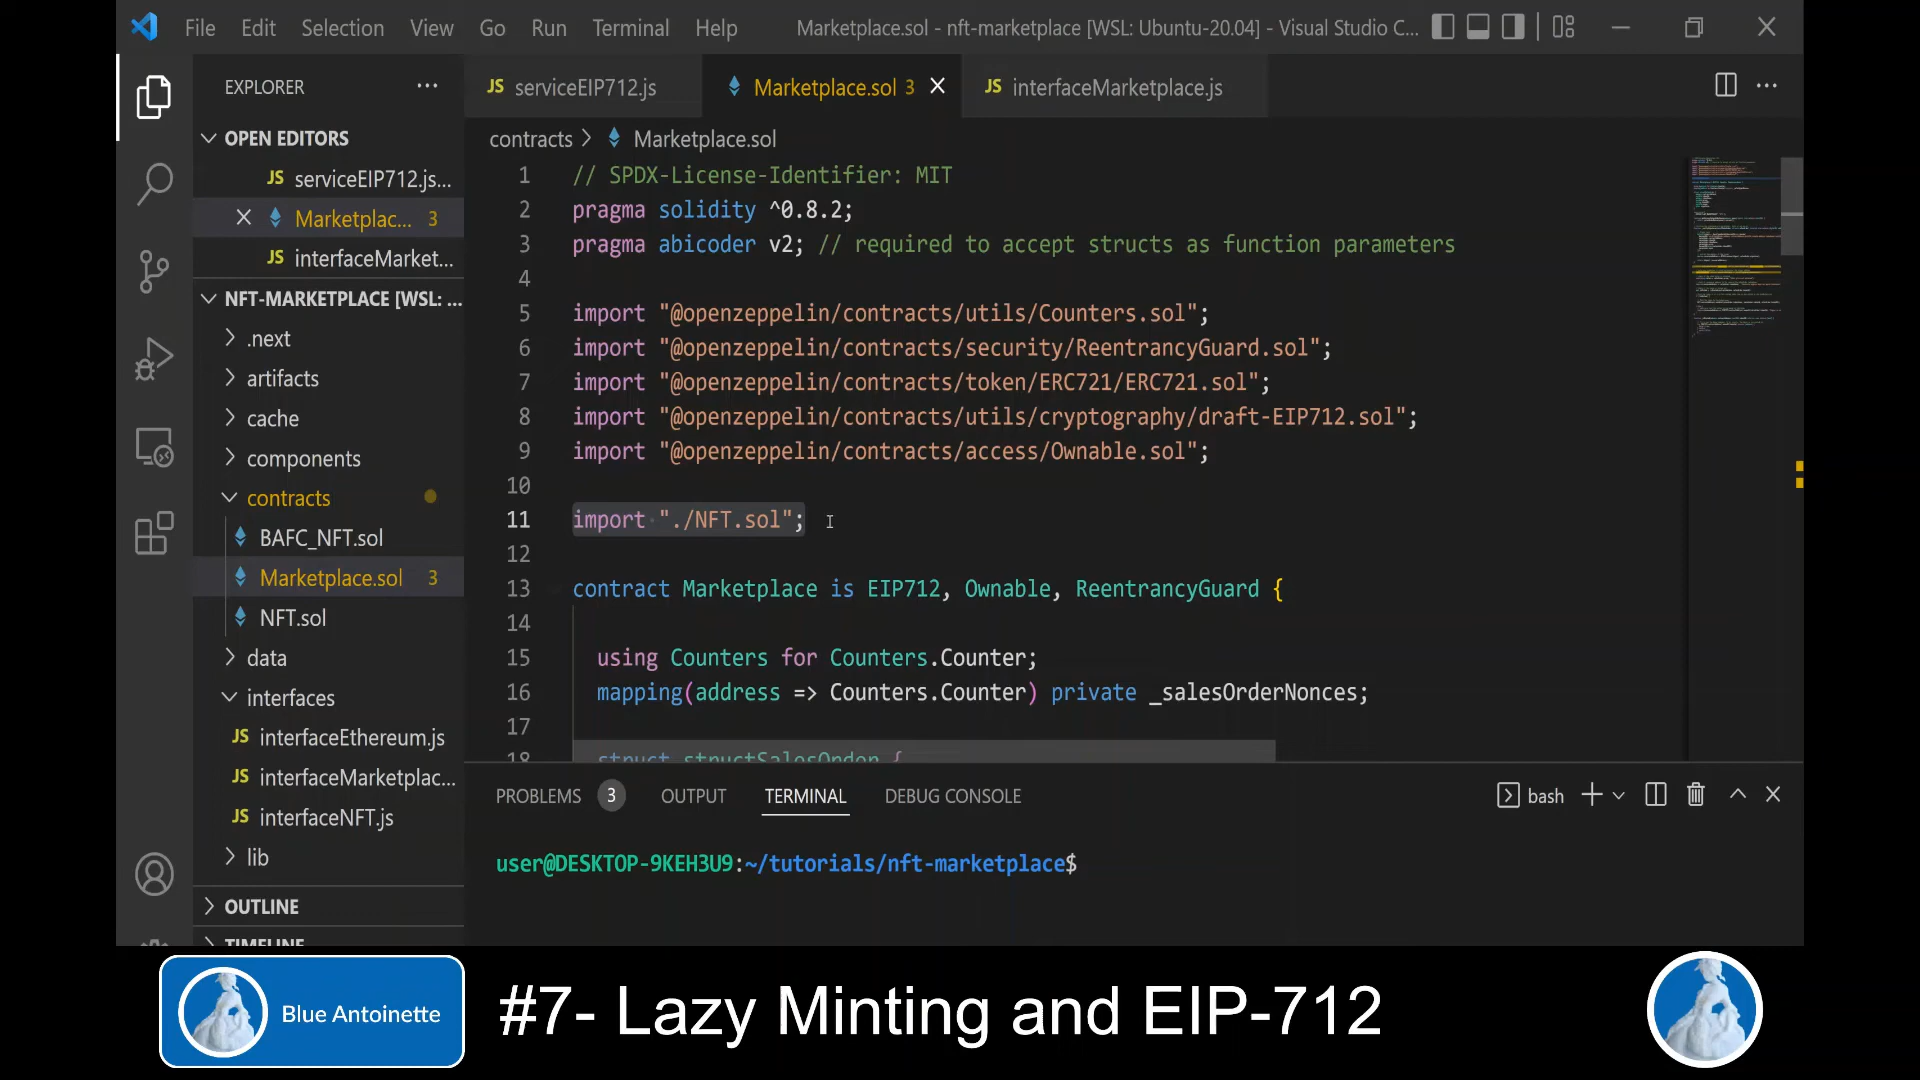 File Edit Selection View Go Run Terminal Help Marketplace.sol - nft-marketplace [WSL: Ubuntu-20.04] - Visual Studio C...
EXPLORER ...
OPEN EDITORS
JS serviceEIP712.js...
Marketplac... 3
JS interfaceMarket...
NFT-MARKETPLACE [WSL: ...
.next
artifacts
cache
components
contracts
BAFC_NFT.sol
Marketplace.sol 3
NFT.sol
data
interfaces
JS interfaceEthereum.js
JS interfaceMarketplac...
JS interfaceNFT.js
lib
OUTLINE
TIMELINE
JS serviceEIP712.js Marketplace.sol 3 JS interfaceMarketplace.js
contracts > Marketplace.sol
1 // SPDX-License-Identifier: MIT
2 pragma solidity ^0.8.2;
3 pragma abicoder v2; // required to accept structs as function parameters
4
5 import "@openzeppelin/contracts/utils/Counters.sol";
6 import "@openzeppelin/contracts/security/ReentrancyGuard.sol";
7 import "@openzeppelin/contracts/token/ERC721/ERC721.sol";
8 import "@openzeppelin/contracts/utils/cryptography/draft-EIP712.sol";
9 import "@openzeppelin/contracts/access/Ownable.sol";
10
11 import "./NFT.sol";
12
13 contract Marketplace is EIP712, Ownable, ReentrancyGuard {
14
15 using Counters for Counters.Counter;
16 mapping(address => Counters.Counter) private _salesOrderNonces;
17
18 struct structSalesOrder {
PROBLEMS 3 OUTPUT TERMINAL DEBUG CONSOLE bash
user@DESKTOP-9KEH3U9:~/tutorials/nft-marketplace$
Blue Antoinette
#7- Lazy Minting and EIP-712